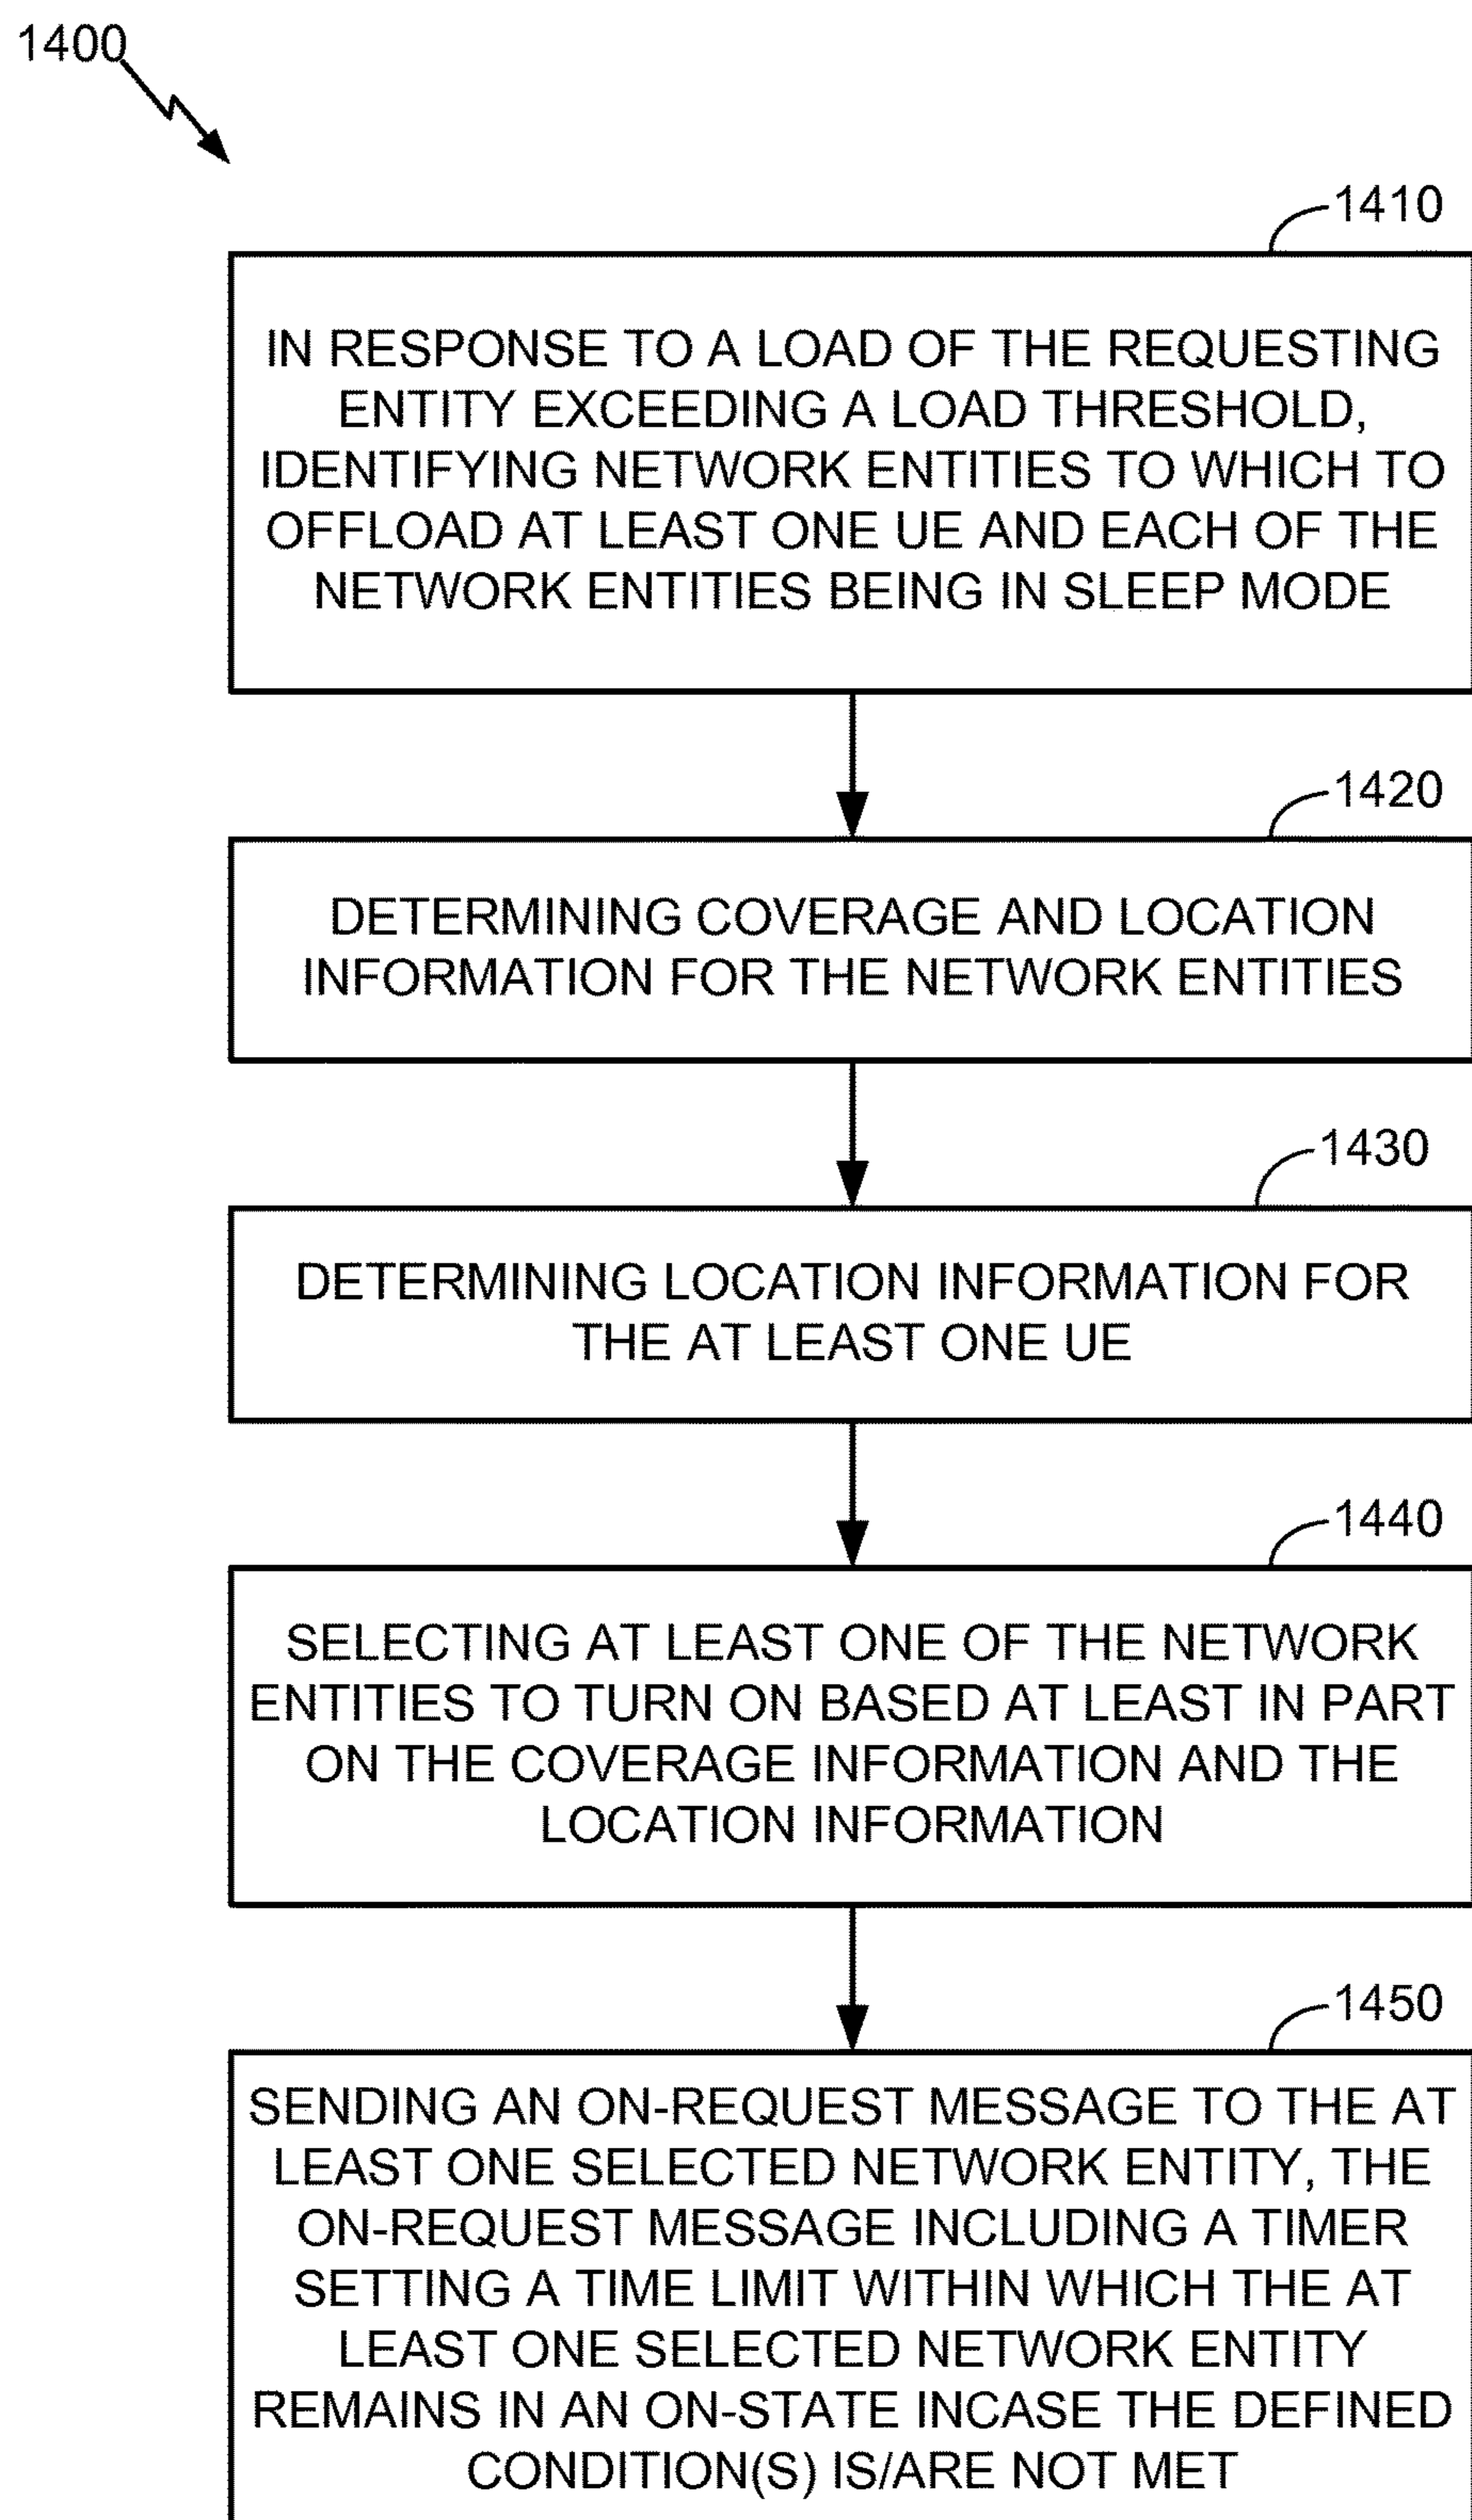 1400
1410
IN RESPONSE TO A LOAD OF THE REQUESTING
ENTITY EXCEEDING A LOAD THRESHOLD,
IDENTIFYING NETWORK ENTITIES TO WHICH TO
OFFLOAD AT LEAST ONE UE AND EACH OF THE
NETWORK ENTITIES BEING IN SLEEP MODE
1420
DETERMINING COVERAGE AND LOCATION
INFORMATION FOR THE NETWORK ENTITIES
1430
DETERMINING LOCATION INFORMATION FOR
THE AT LEAST ONE UE
1440
SELECTING AT LEAST ONE OF THE NETWORK
ENTITIES TO TURN ON BASED AT LEAST IN PART
ON THE COVERAGE INFORMATION AND THE
LOCATION INFORMATION
1450
SENDING AN ON-REQUEST MESSAGE TO THE AT
LEAST ONE SELECTED NETWORK ENTITY, THE
ON-REQUEST MESSAGE INCLUDING A TIMER
SETTING A TIME LIMIT WITHIN WHICH THE AT
LEAST ONE SELECTED NETWORK ENTITY
REMAINS IN AN ON-STATE INCASE THE DEFINED
CONDITION(S) IS/ARE NOT MET